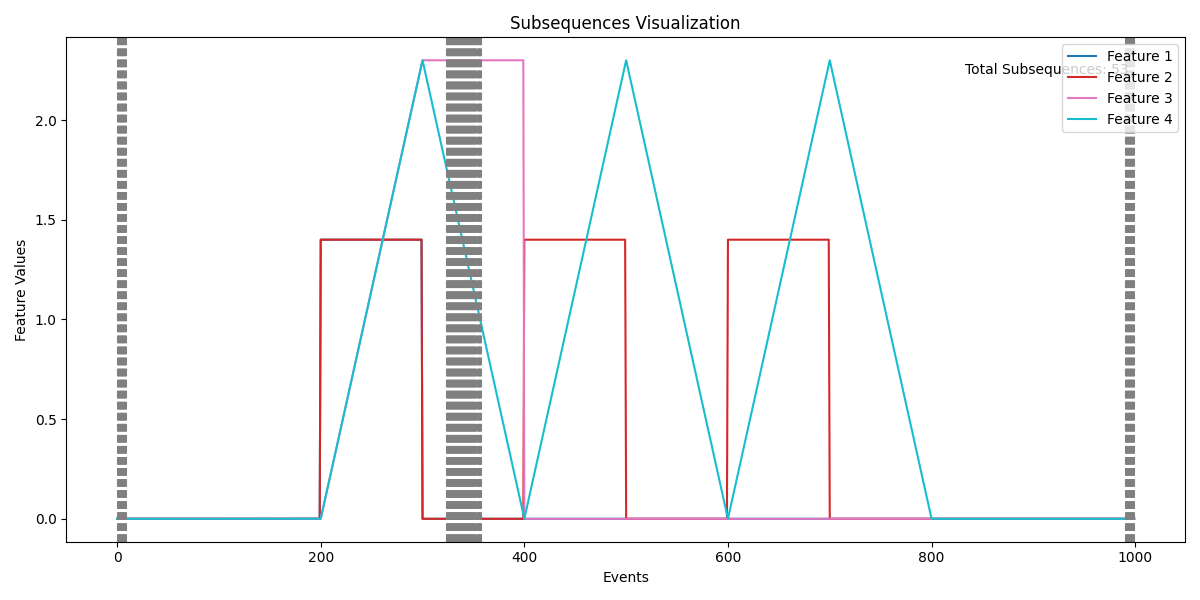 Subsequences Visualization
Total Subsequences: 53
Feature 1
Feature 2
Feature 3
Feature 4
Feature Values
2.0
1.5
1.0
0.5
0.0
0
200
400
600
800
1000
Events